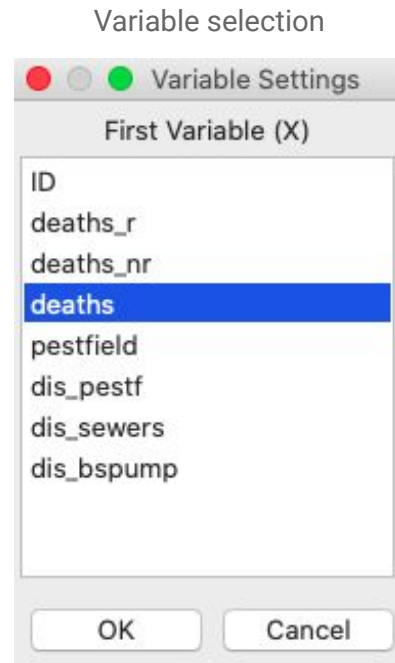 Variable selection
Variable Settings
First Variable (X)
ID
deaths_r
deaths_nr
deaths
pestfield
dis_pestf
dis_sewers
dis_bspump
OK Cancel